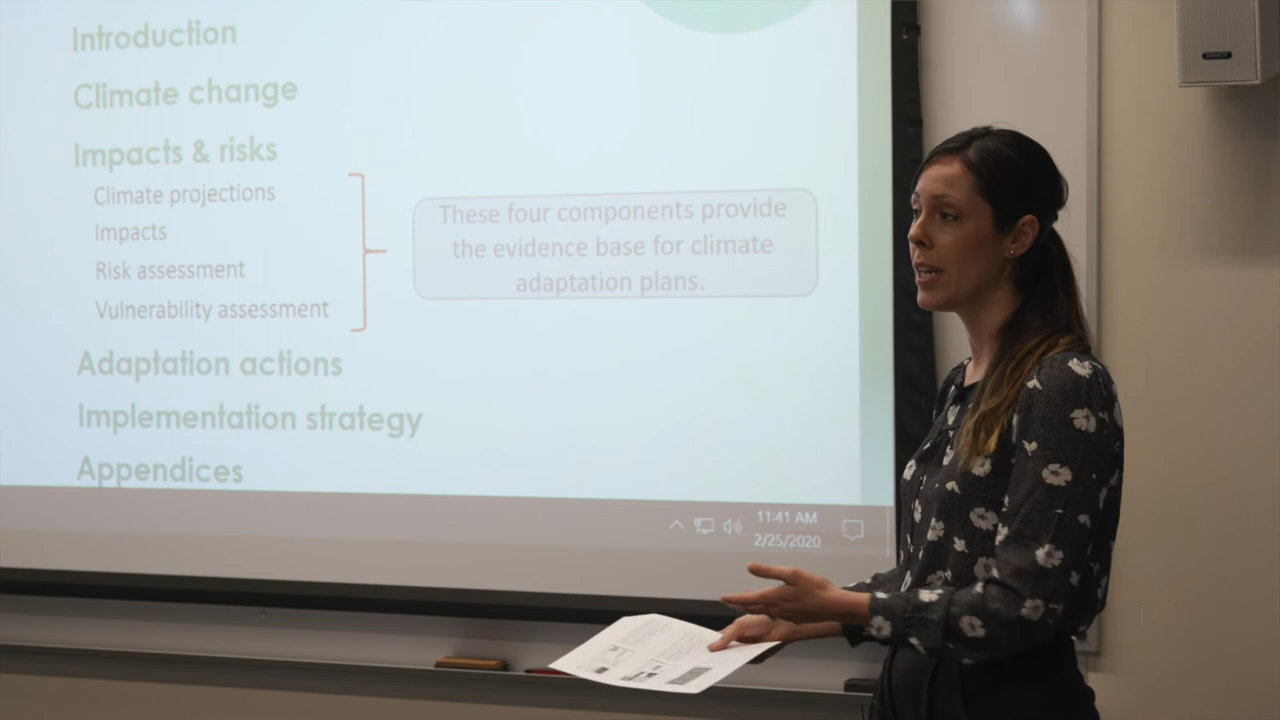 Introduction
Climate change
Impacts & risks
Climate projections
Impacts
Risk assessment
Vulnerability assessment
These four components provide
the evidence base for climate
adaptation plans.
Adaptation actions
Implementation strategy
Appendices
11:41 AM
2/25/2020